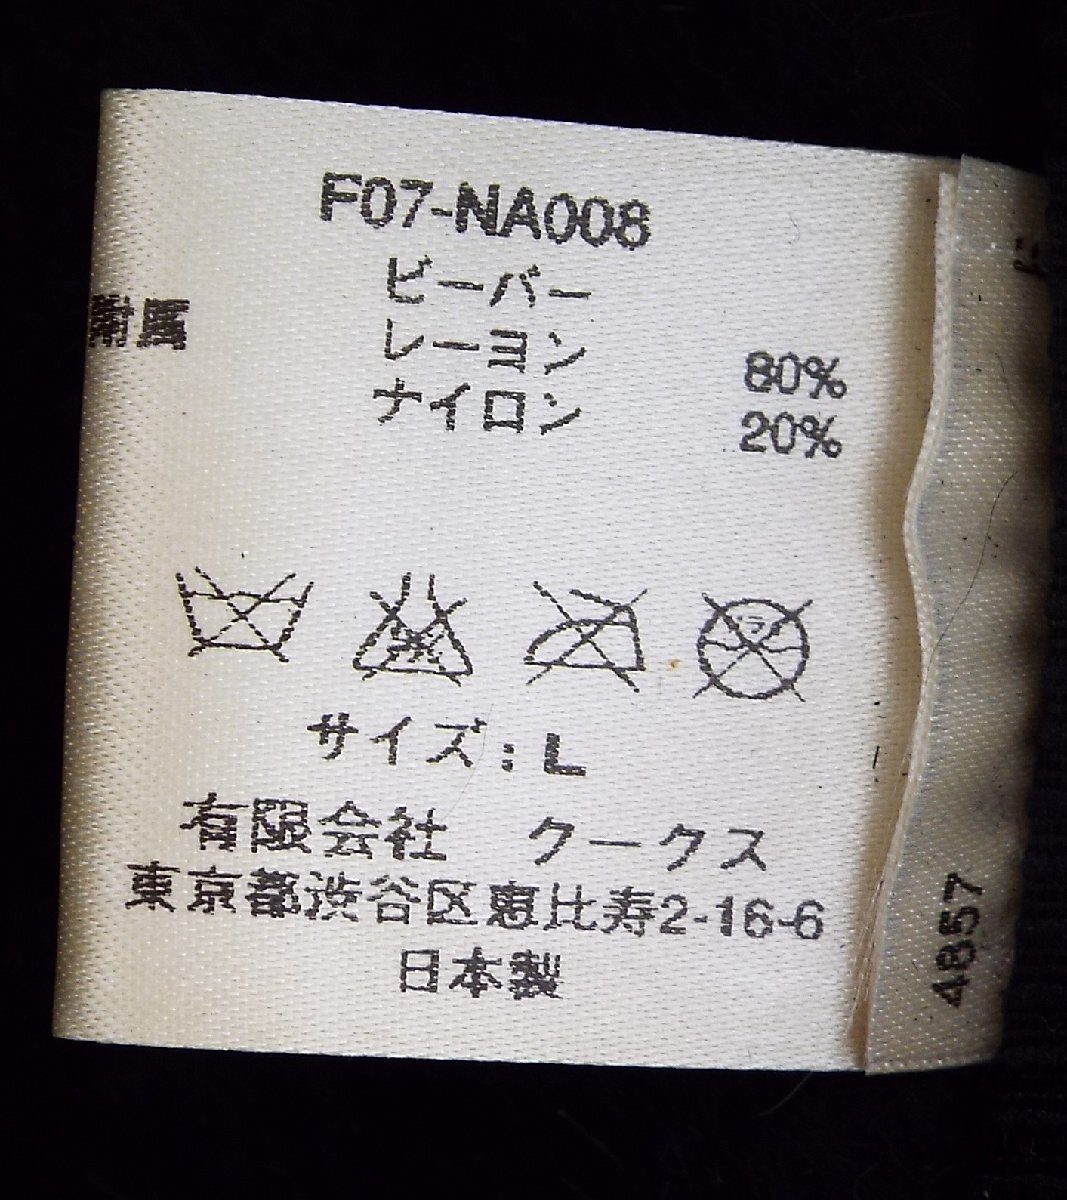 F07-NA008
ビーバー
附属
レーヨン 80%
ナイロン 20%
サイズ：L
有限会社　クークス
東京都渋谷区恵比寿2-16-6
日本製
4857